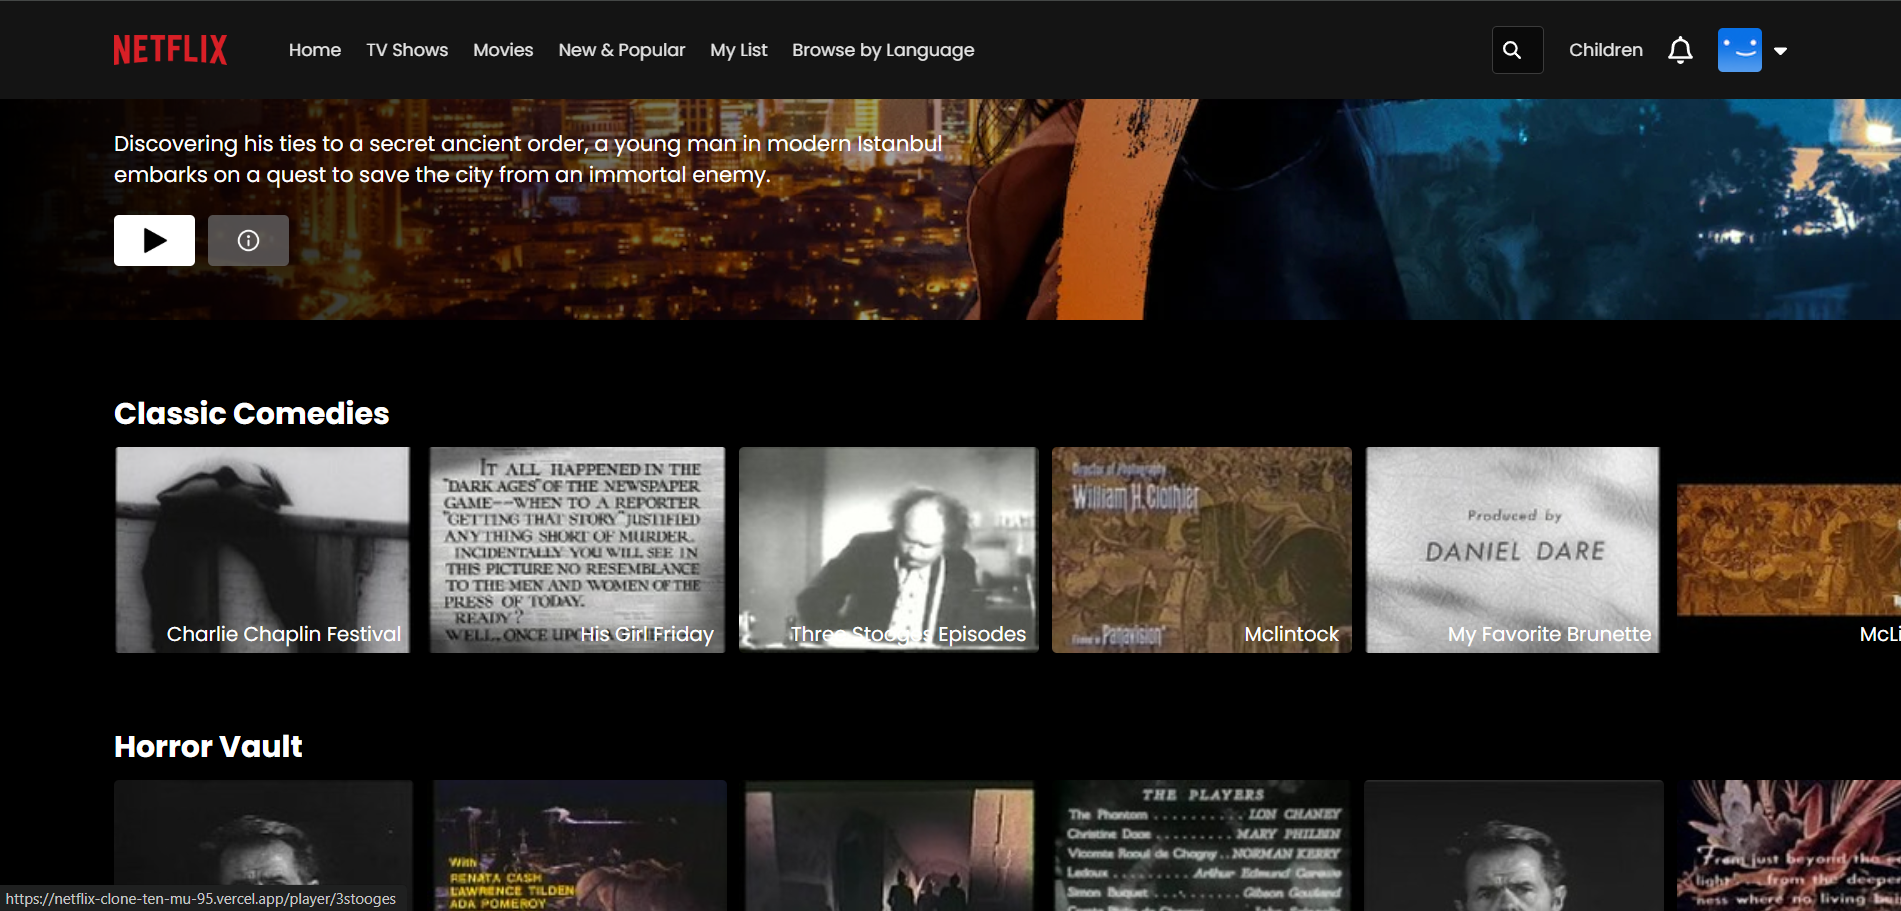 NETFLIX
Home
TV Shows
Movies
New & Popular
My List
Browse by Language
Children
Discovering his ties to a secret ancient order, a young man in modern Istanbul
embarks on a quest to save the city from an immortal enemy.
Classic Comedies
Charlie Chaplin Festival
IT ALL HAPPENED IN THE
"DARK AGES" OF THE NEWSPAPER
GAME--WHEN TO A REPORTER
"GETTING THAT STORY" JUSTIFIED
ANYTHING SHORT OF MURDER.
INCIDENTALLY YOU WILL SEE IN
THIS PICTURE NO RESEMBLANCE
TO THE MEN AND WOMEN OF THE
PRESS OF TODAY.
READY?
WELL, ONCE UPON
His Girl Friday
Three Stooges Episodes
Director of Photography
William H. Clothier
Filmed in Panavision
Mclintock
Produced by
DANIEL DARE
My Favorite Brunette
McLi
Horror Vault
With
RENATA CASH
LAWRENCE TILDEN
ADA POMEROY
THE PLAYERS
The Phantom .......... LON CHANEY
Christine Daae .......... MARY PHILBIN
Vicomte Raoul de Chagny .. NORMAN KERRY
Ledoux .......... Arthur Edmund Carewe
Simon Buquet .......... Gibson Gowland
From just beyond the
light... from the deeper
ness where no living
https://netflix-clone-ten-mu-95.vercel.app/player/3stooges